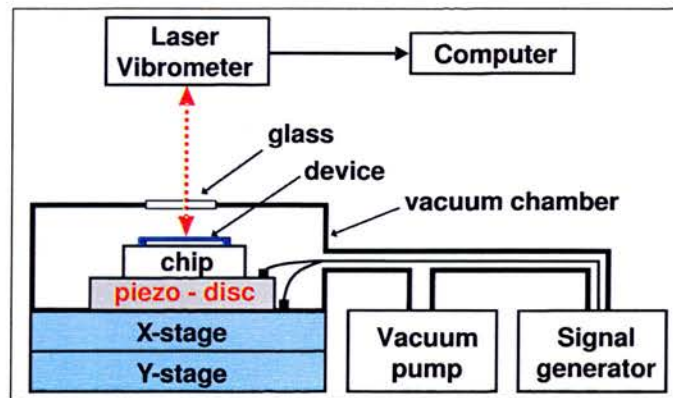 Laser
Vibrometer
Computer
glass
device
vacuum chamber
chip
piezo - disc
X-stage
Y-stage
Vacuum
pump
Signal
generator